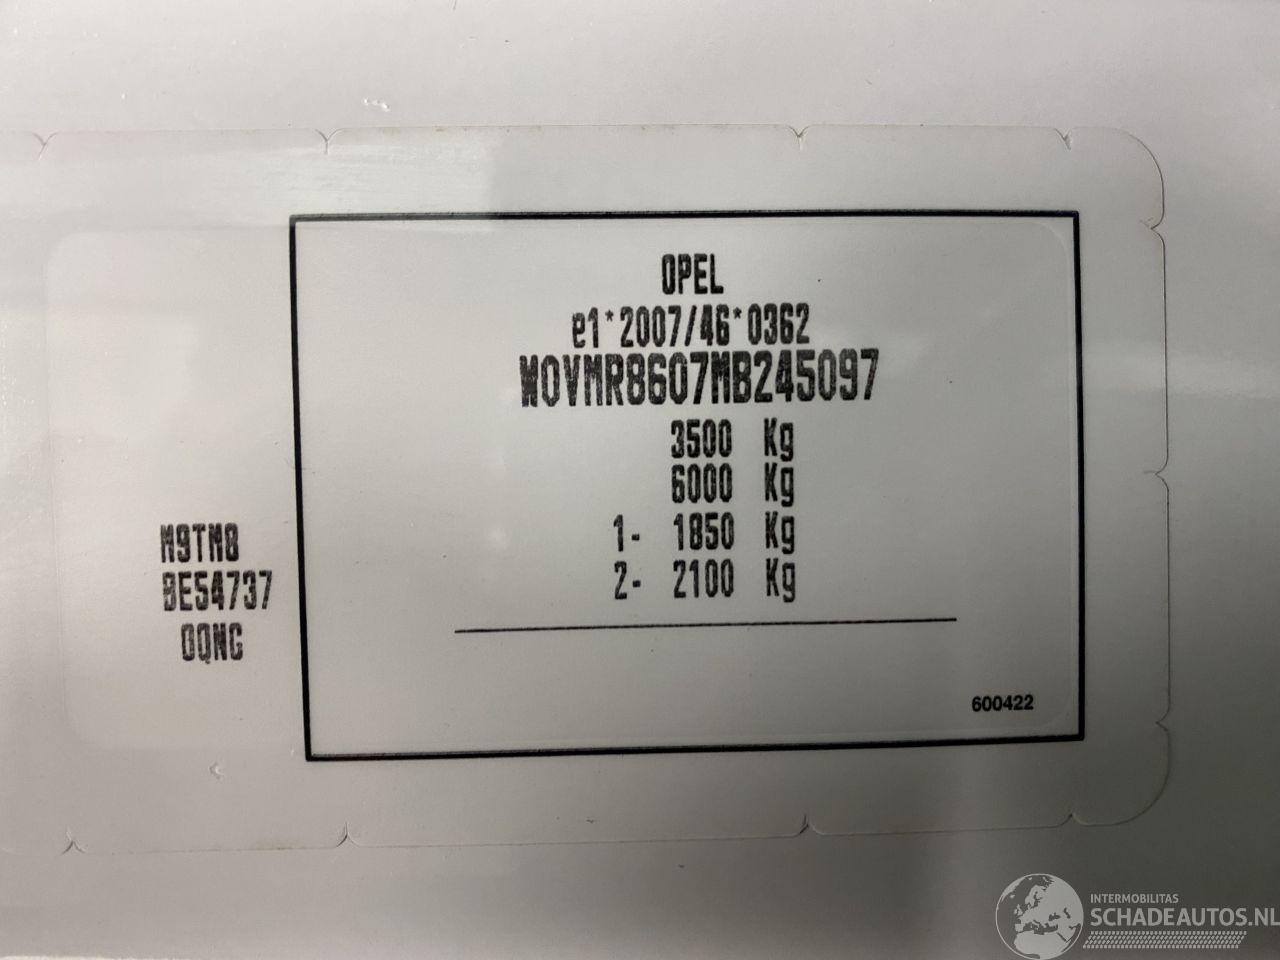 OPEL
e1*2007/46*0362
W0VMR8607MB245097
3500 Kg
6000 Kg
1- 1850 Kg
2- 2100 Kg
M9TM8
BE54737
0QNG
600422
INTERMOBILITAS
SCHADEAUTOS.NL